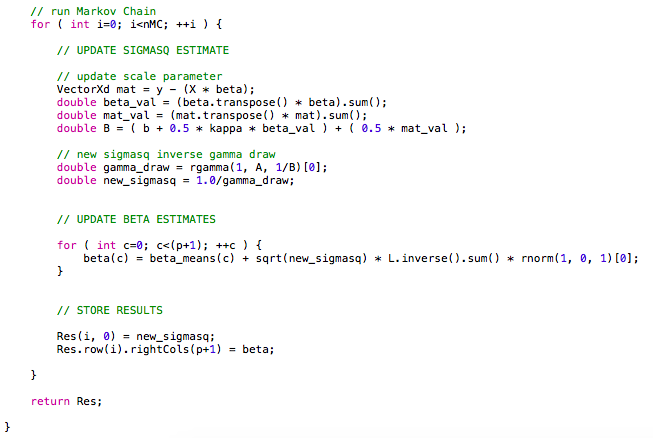 // run Markov Chain
for ( int i=0; i<nMC; ++i ) {
// UPDATE SIGMASQ ESTIMATE
// update scale parameter
VectorXd mat = y - (X * beta);
double beta_val = (beta.transpose() * beta).sum();
double mat_val = (mat.transpose() * mat).sum();
double B = ( b + 0.5 * kappa * beta_val ) + ( 0.5 * mat_val );
// new sigmasq inverse gamma draw
double gamma_draw = rgamma(1, A, 1/B)[0];
double new_sigmasq = 1.0/gamma_draw;
// UPDATE BETA ESTIMATES
for ( int c=0; c<(p+1); ++c ) {
beta(c) = beta_means(c) + sqrt(new_sigmasq) * L.inverse().sum() * rnorm(1, 0, 1)[0];
}
// STORE RESULTS
Res(i, 0) = new_sigmasq;
Res.row(i).rightCols(p+1) = beta;
}
return Res;
}